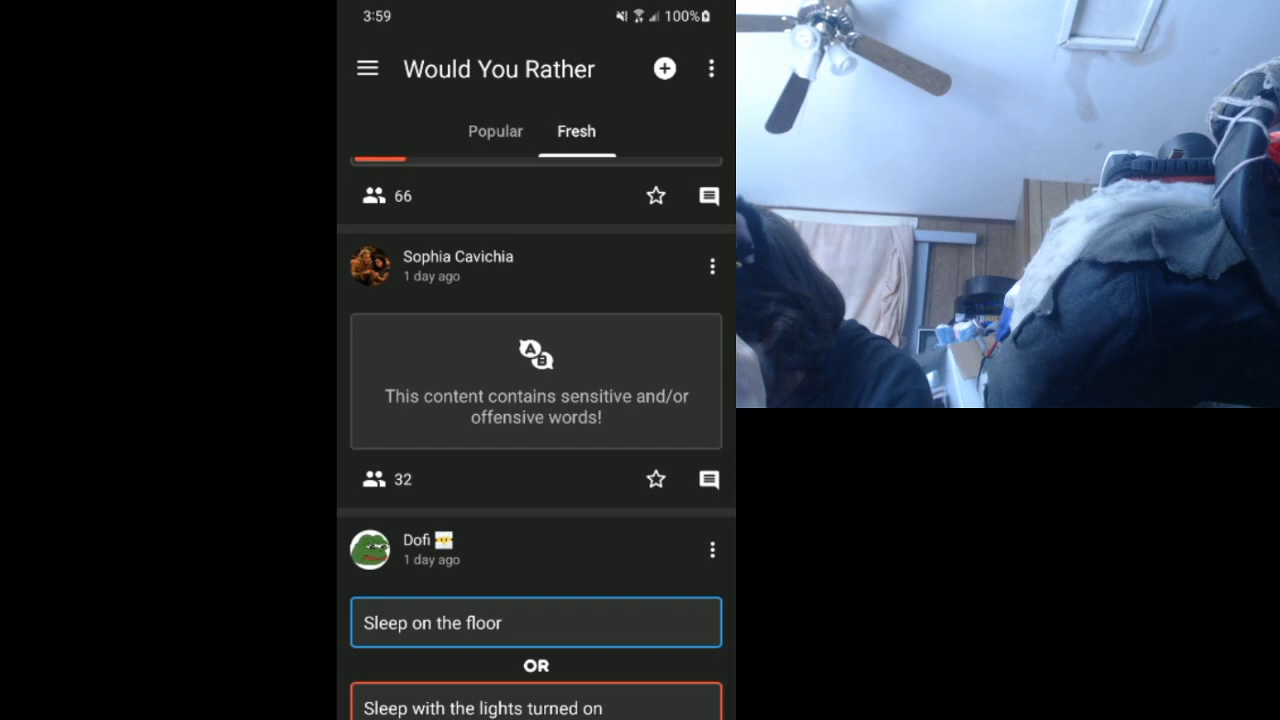 3:59
100%
Would You Rather
Popular
Fresh
66
Sophia Cavichia
1 day ago
A
B
This content contains sensitive and/or
offensive words!
32
Dofi
1 day ago
Sleep on the floor
OR
Sleep with the lights turned on